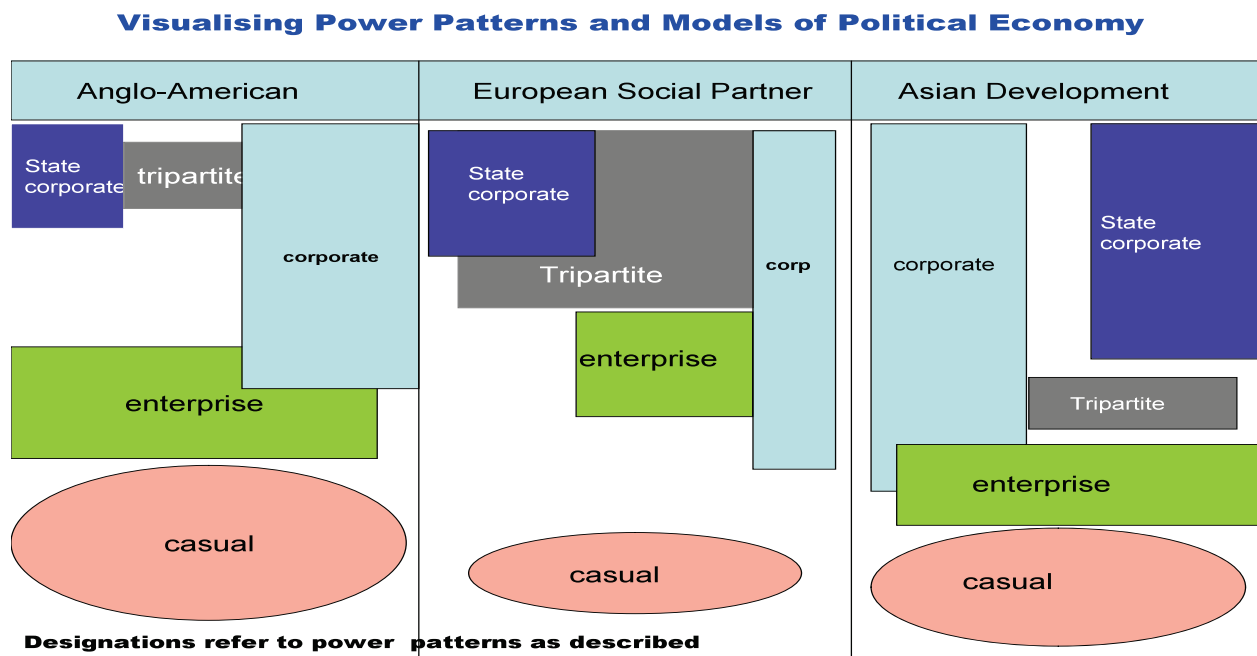 Visualising Power Patterns and Models of Political Economy
Anglo-American
European Social Partner
Asian Development
State
corporate
tripartite
corporate
enterprise
casual
State
corporate
Tripartite
corp
enterprise
casual
corporate
State
corporate
Tripartite
enterprise
casual
Designations refer to power patterns as described